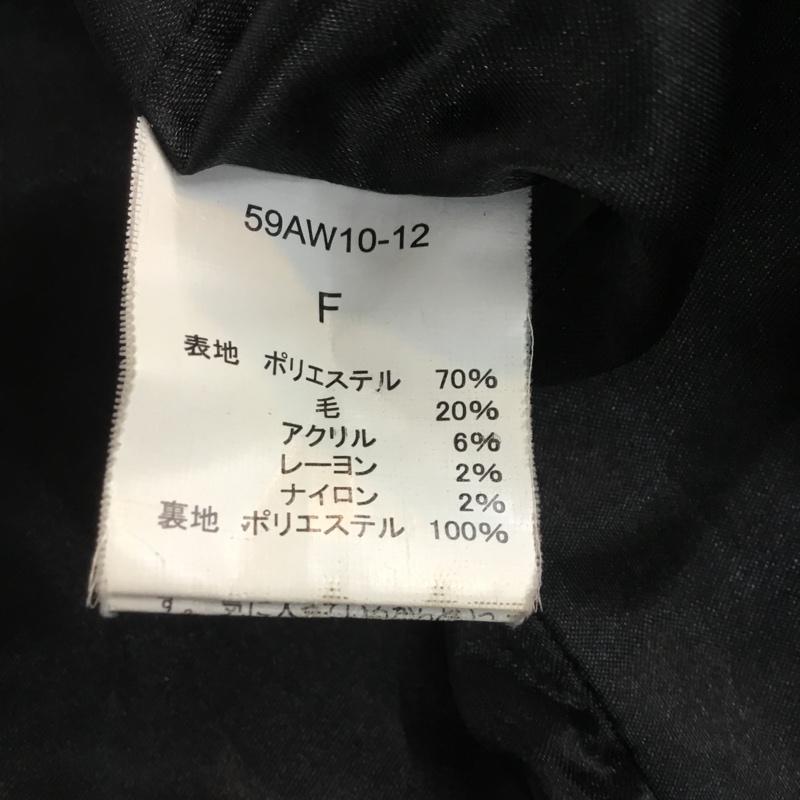 59AW10-12
F
表地 ポリエステル 70%
毛 20%
アクリル 6%
レーヨン 2%
ナイロン 2%
裏地 ポリエステル 100%